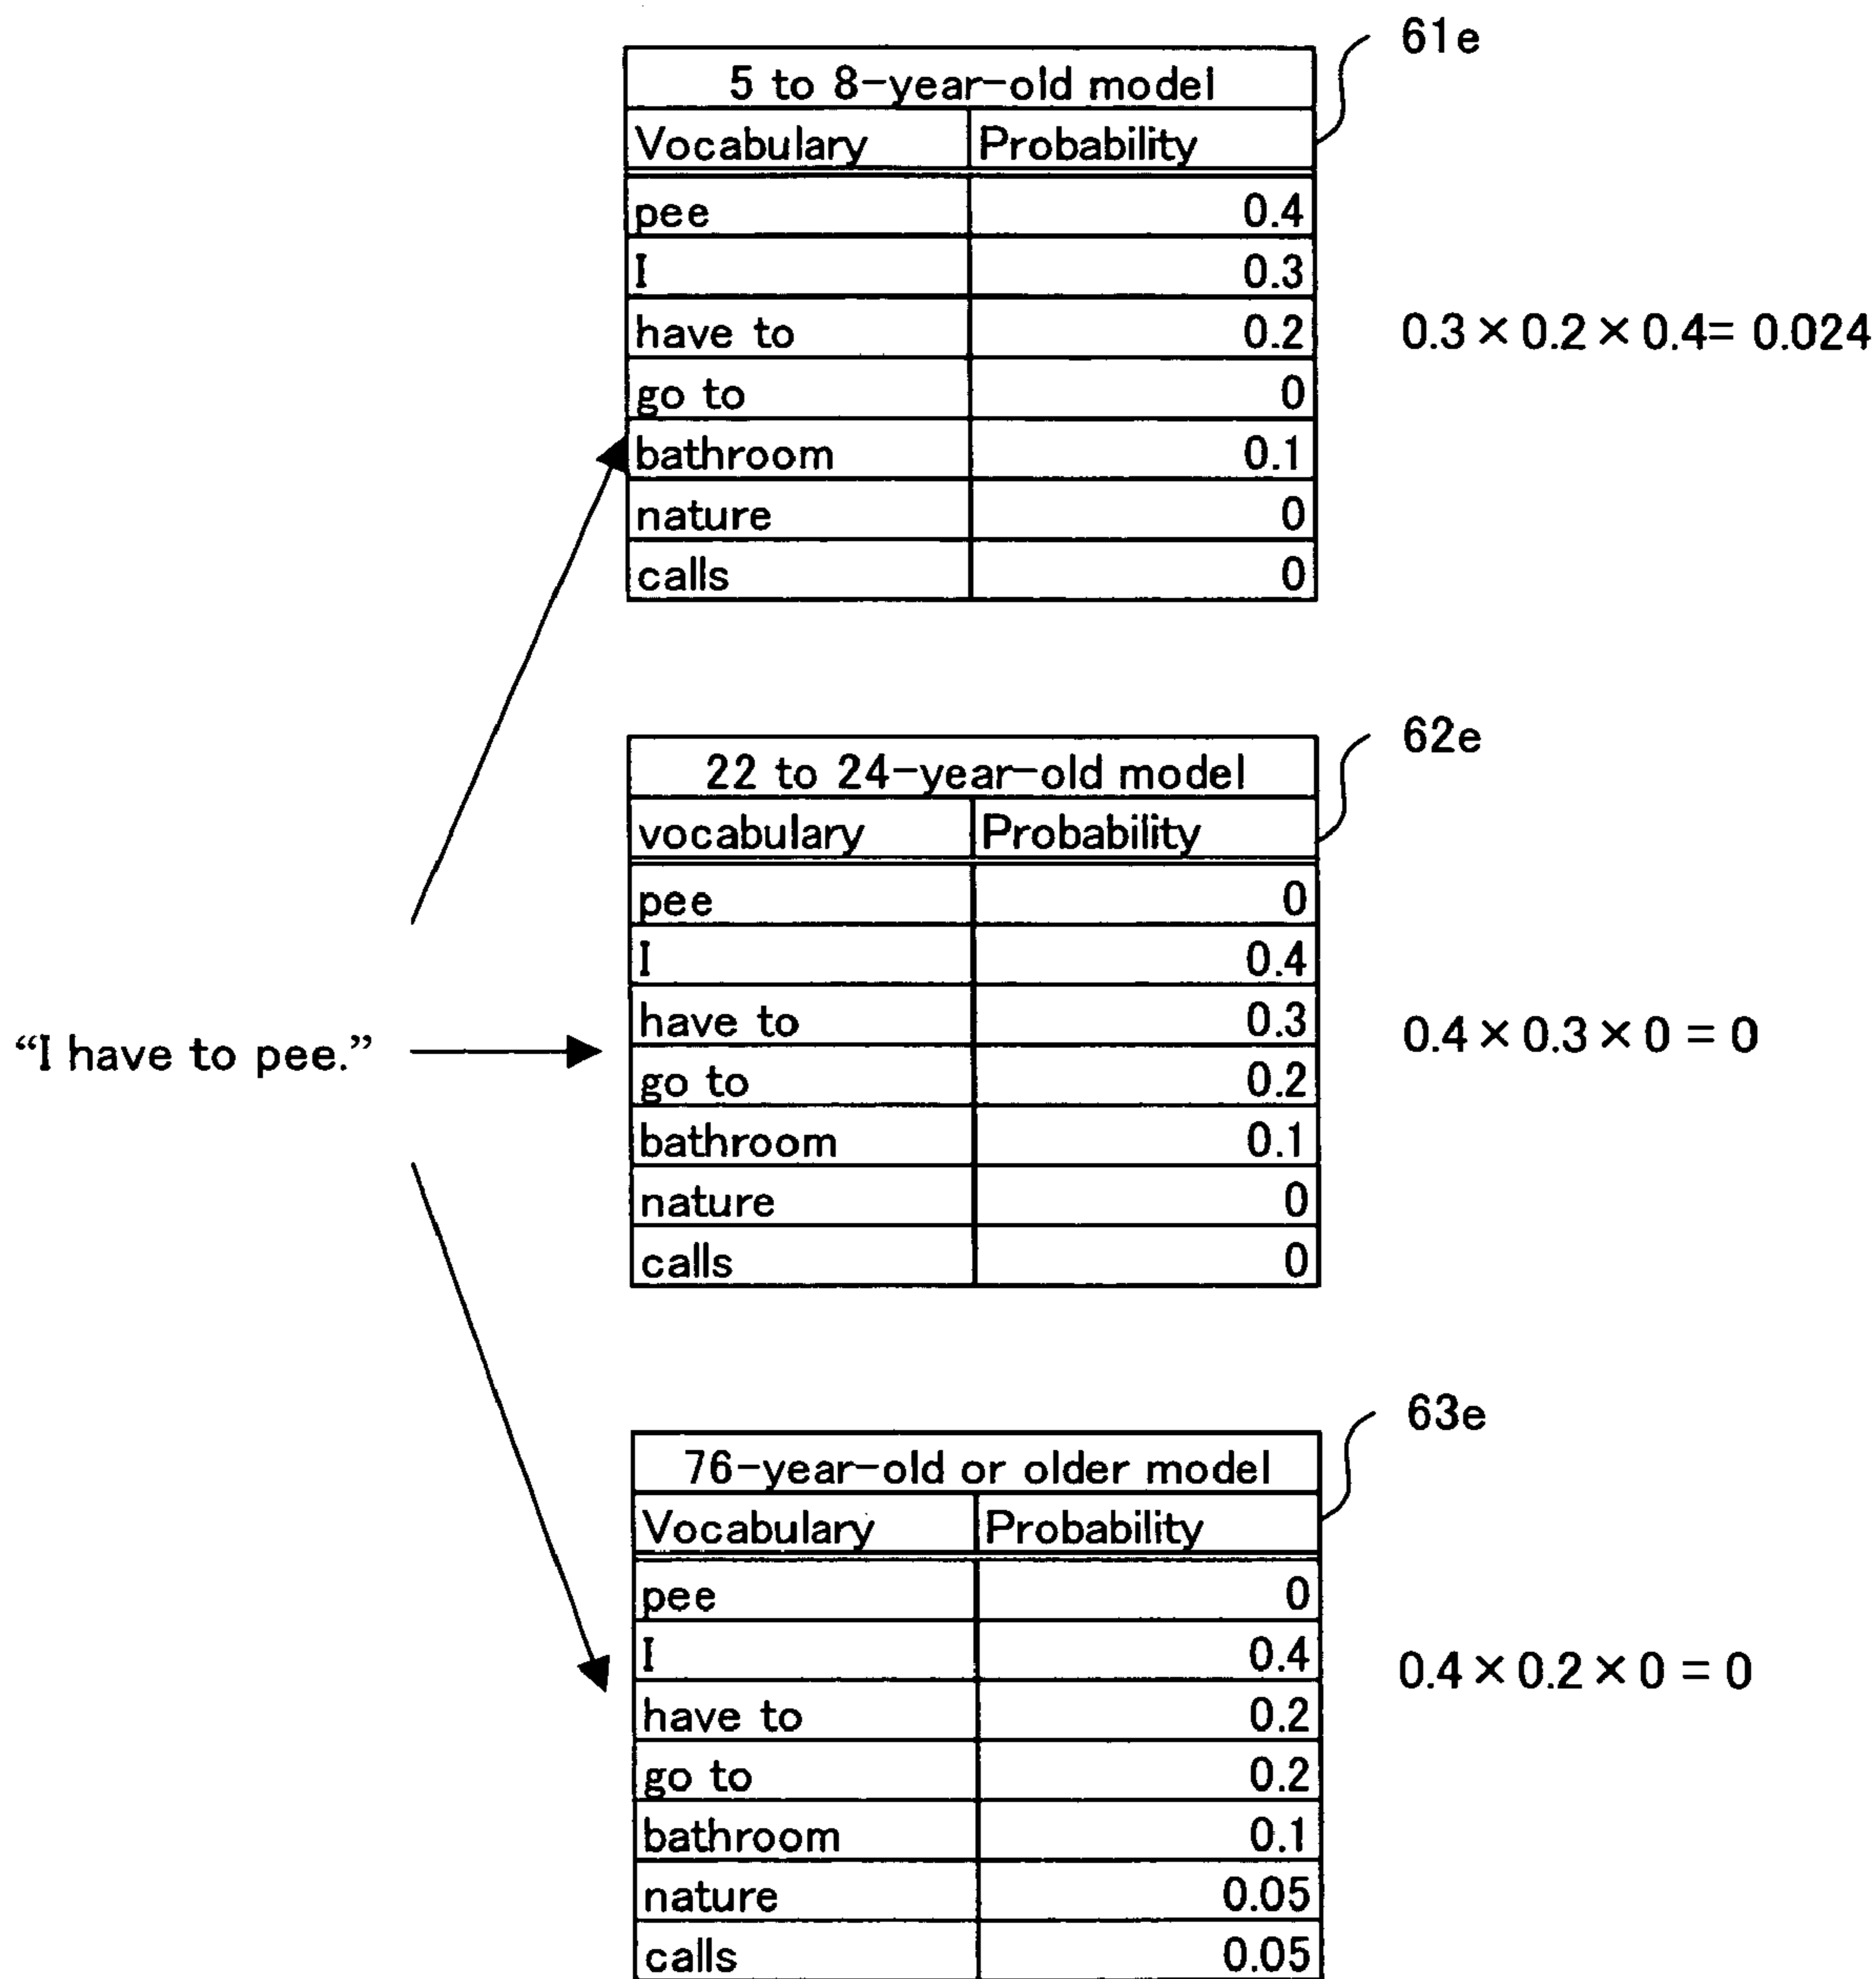 61e
5 to 8-year-old model
Vocabulary Probability
pee 0.4
I 0.3
have to 0.2
0.3 × 0.2 × 0.4= 0.024
go to 0
bathroom 0.1
nature 0
calls 0
62e
22 to 24-year-old model
vocabulary Probability
pee 0
I 0.4
have to 0.3
0.4 × 0.3 × 0 = 0
“I have to pee.”
go to 0.2
bathroom 0.1
nature 0
calls 0
63e
76-year-old or older model
Vocabulary Probability
pee 0
I 0.4
0.4 × 0.2 × 0 = 0
have to 0.2
go to 0.2
bathroom 0.1
nature 0.05
calls 0.05